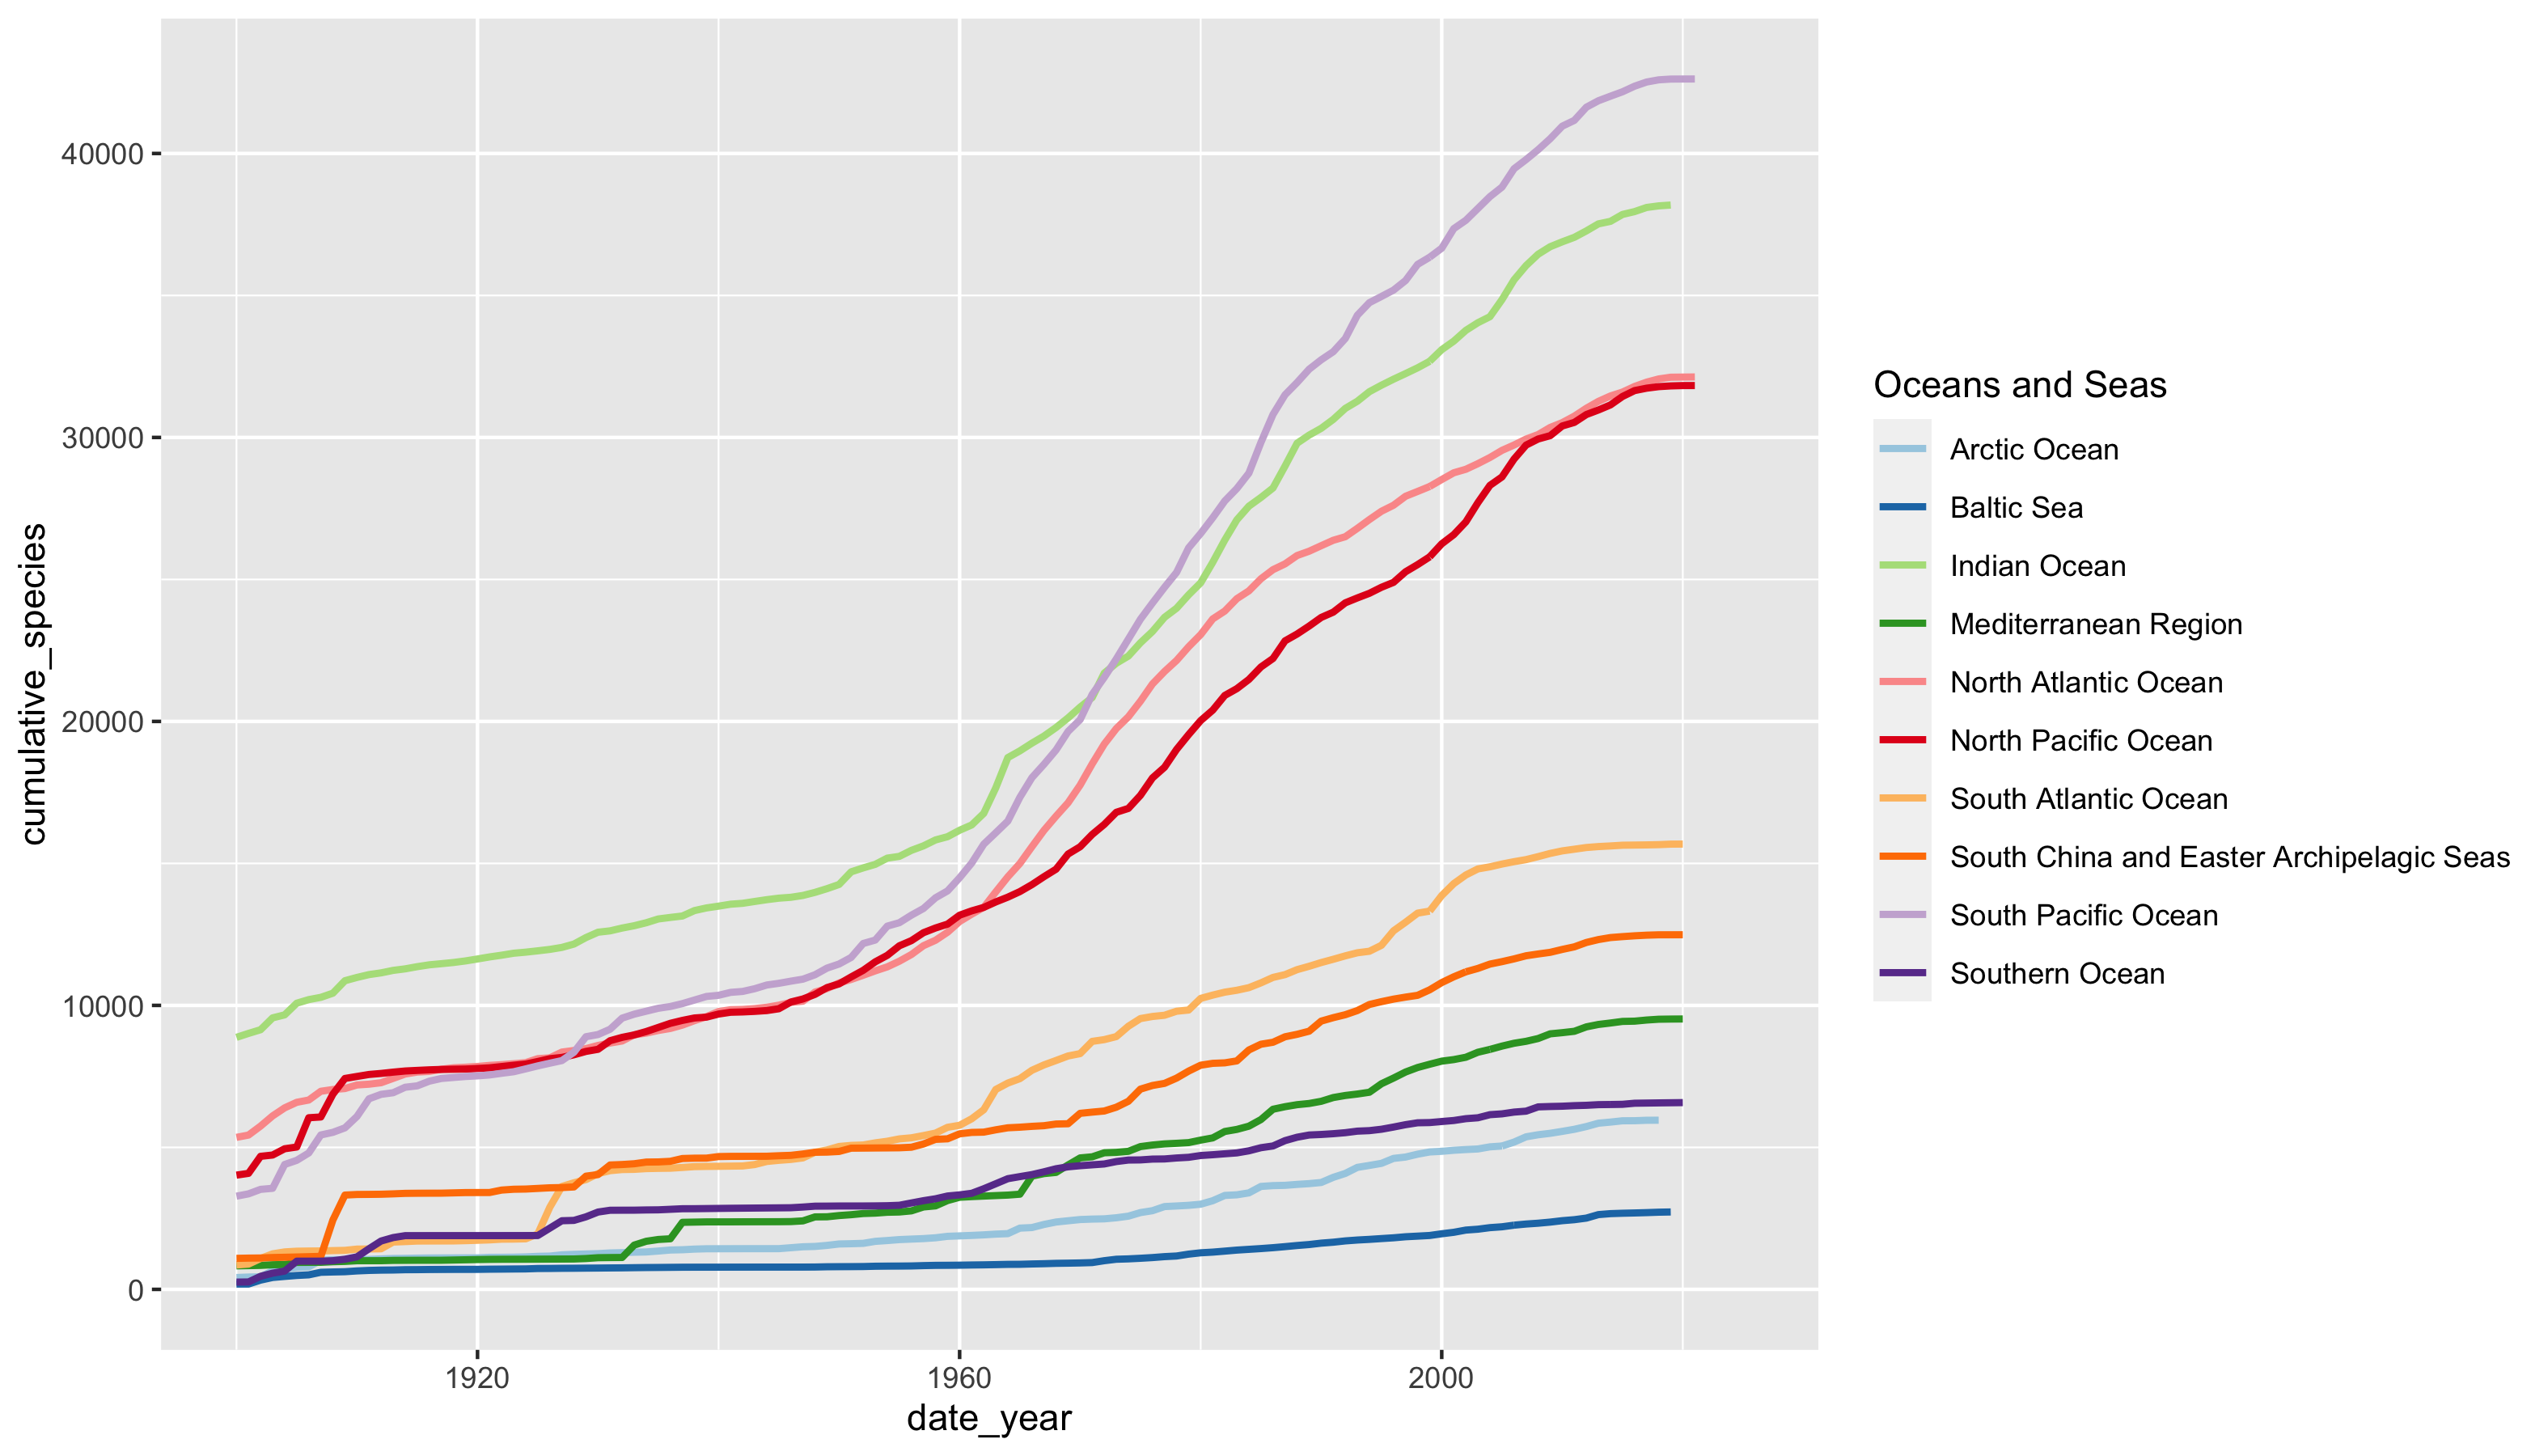 cumulative_species
40000
30000
20000
10000
0
1920
1960
2000
date_year
Oceans and Seas
Arctic Ocean
Baltic Sea
Indian Ocean
Mediterranean Region
North Atlantic Ocean
North Pacific Ocean
South Atlantic Ocean
South China and Easter Archipelagic Seas
South Pacific Ocean
Southern Ocean